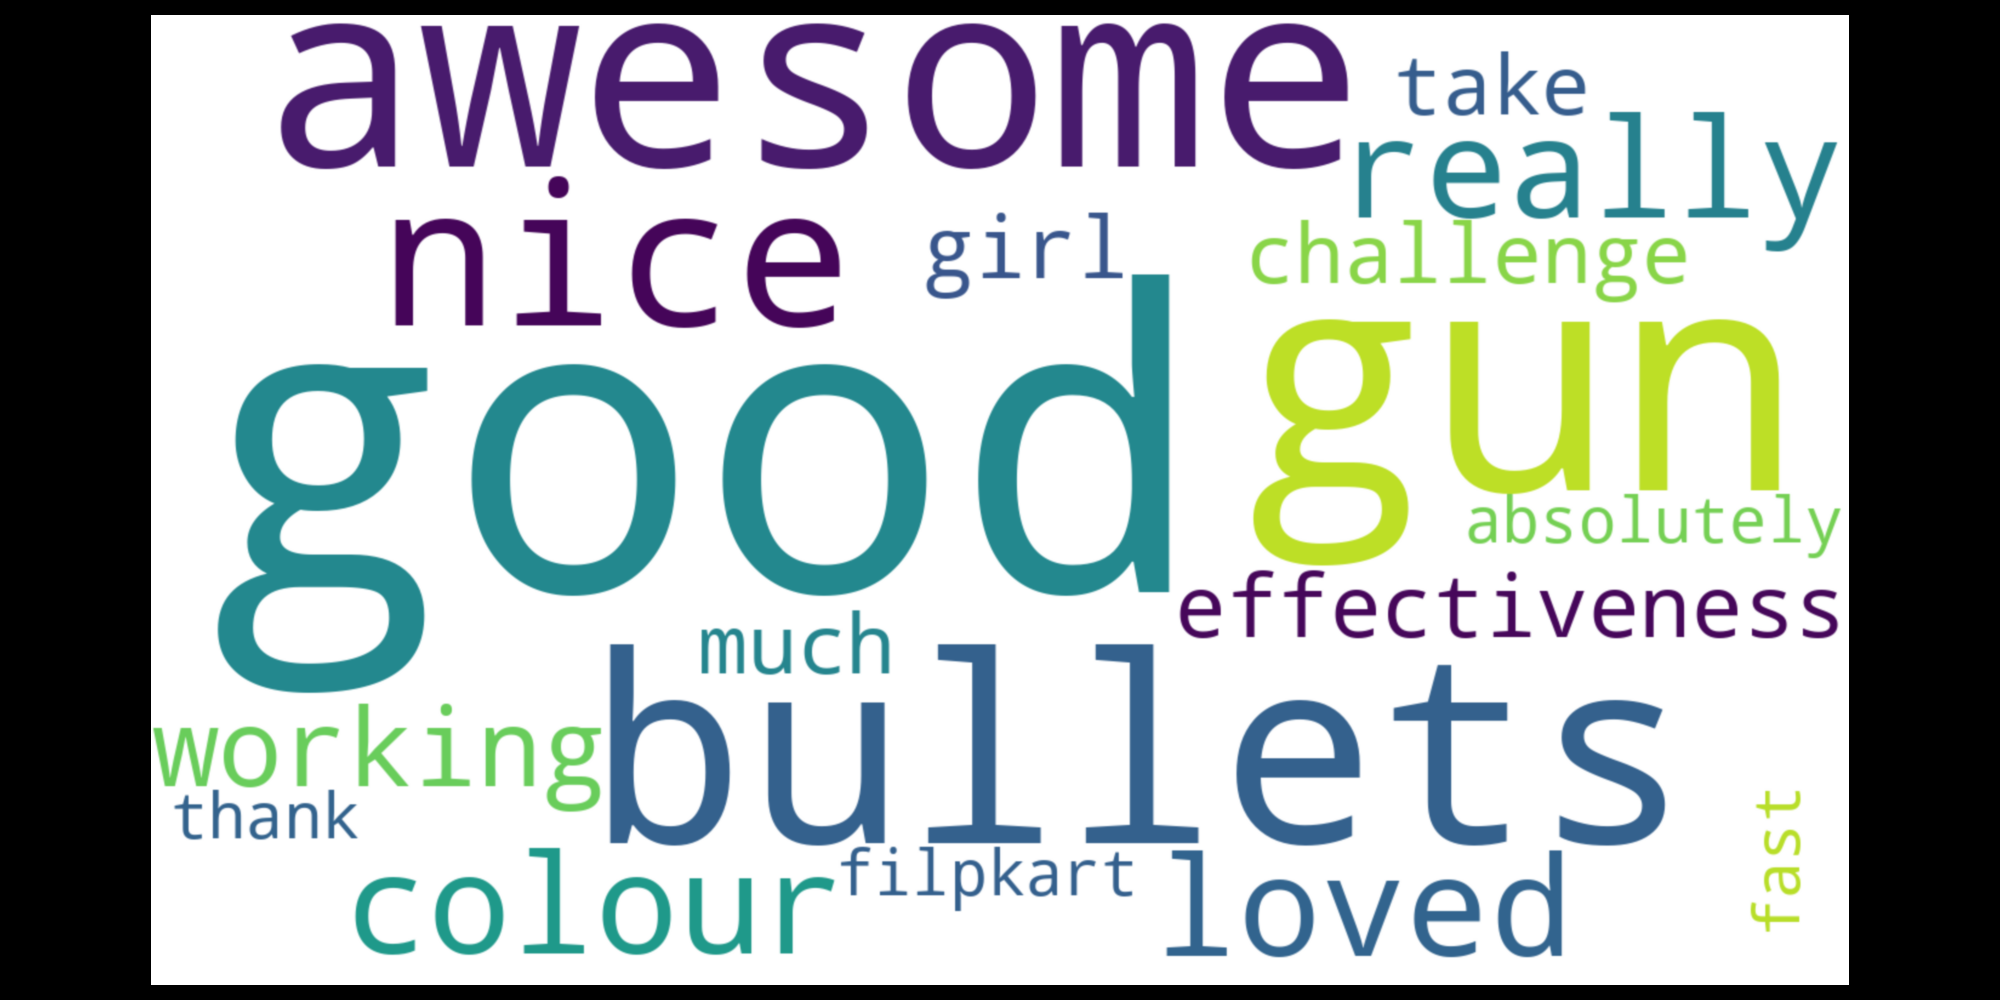 awesome
take
really
nice
girl
challenge
good
gun
absolutely
effectiveness
much
bullets
working
thank
fast
colour
filpkart
loved